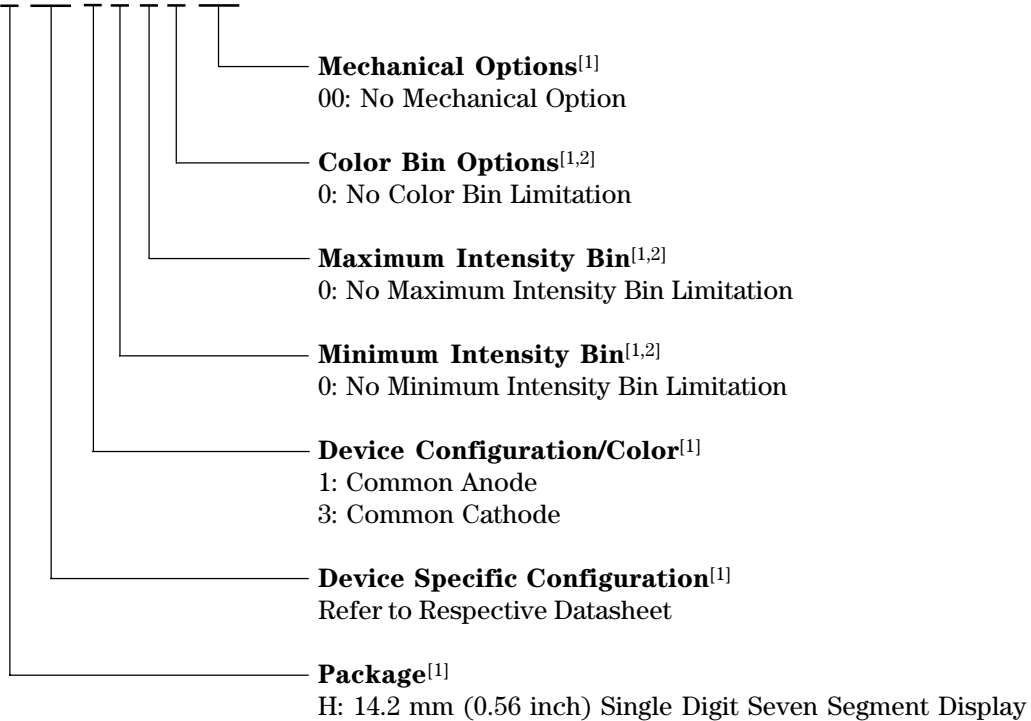 Mechanical Options[1]
00: No Mechanical Option
Color Bin Options[1,2]
0: No Color Bin Limitation
Maximum Intensity Bin[1,2]
0: No Maximum Intensity Bin Limitation
Minimum Intensity Bin[1,2]
0: No Minimum Intensity Bin Limitation
Device Configuration/Color[1]
1: Common Anode
3: Common Cathode
Device Specific Configuration[1]
Refer to Respective Datasheet
Package[1]
H: 14.2 mm (0.56 inch) Single Digit Seven Segment Display